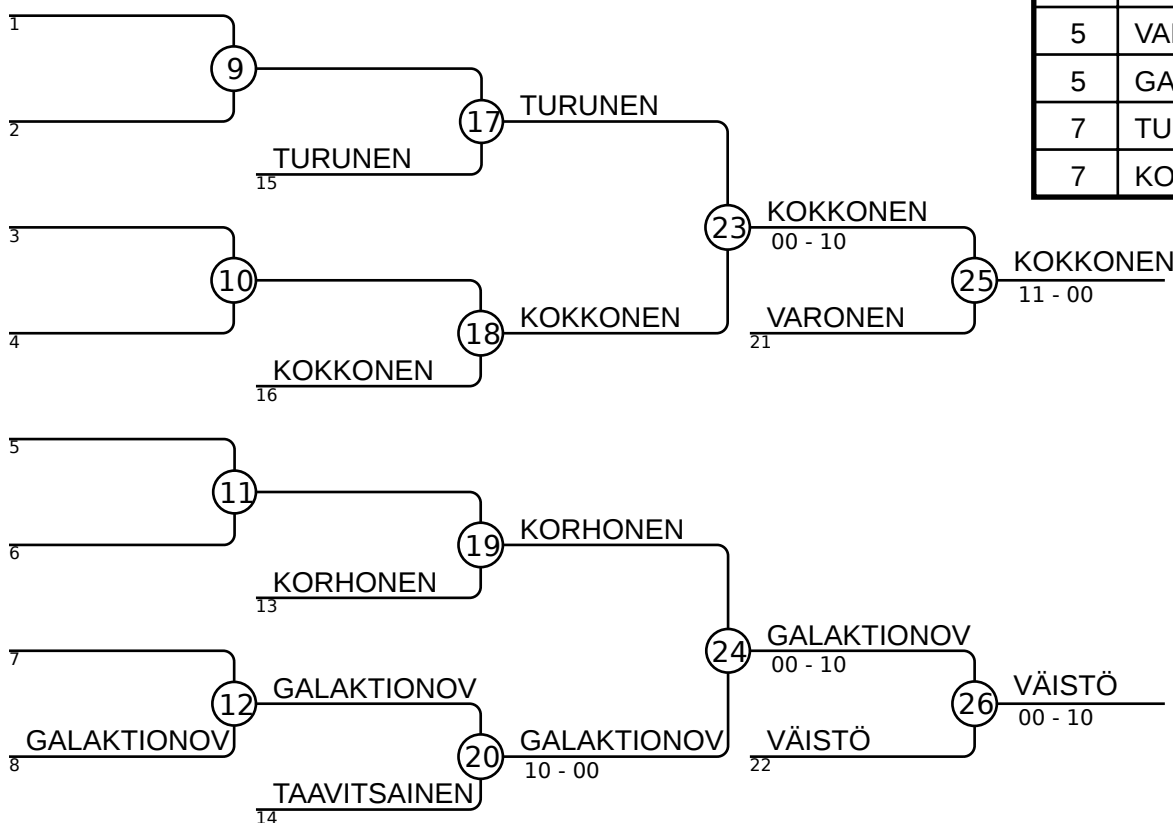 1
5
9
5
2
17
TURUNEN
TURUNEN
15
7
7
3
23
KOKKONEN
00 - 10
10
25
KOKKONEN
11 - 00
4
18
KOKKONEN
VARONEN
21
KOKKONEN
16
5
11
6
19
KORHONEN
KORHONEN
13
7
24
GALAKTIONOV
00 - 10
12
GALAKTIONOV
26
VÄISTÖ
00 - 10
GALAKTIONOV
8
20
GALAKTIONOV
10 - 00
VÄISTÖ
22
TAAVITSAINEN
14